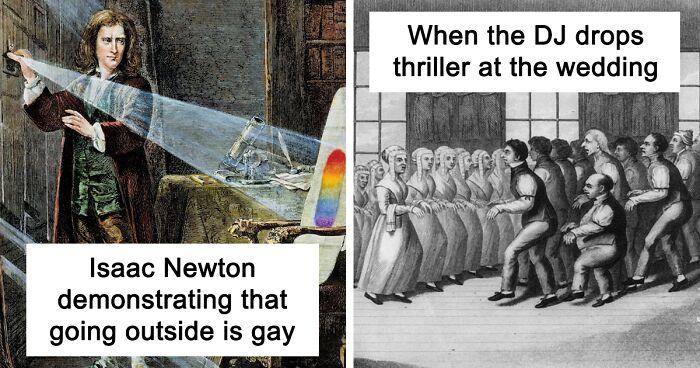 Isaac Newton
demonstrating that
going outside is gay
When the DJ drops
thriller at the wedding